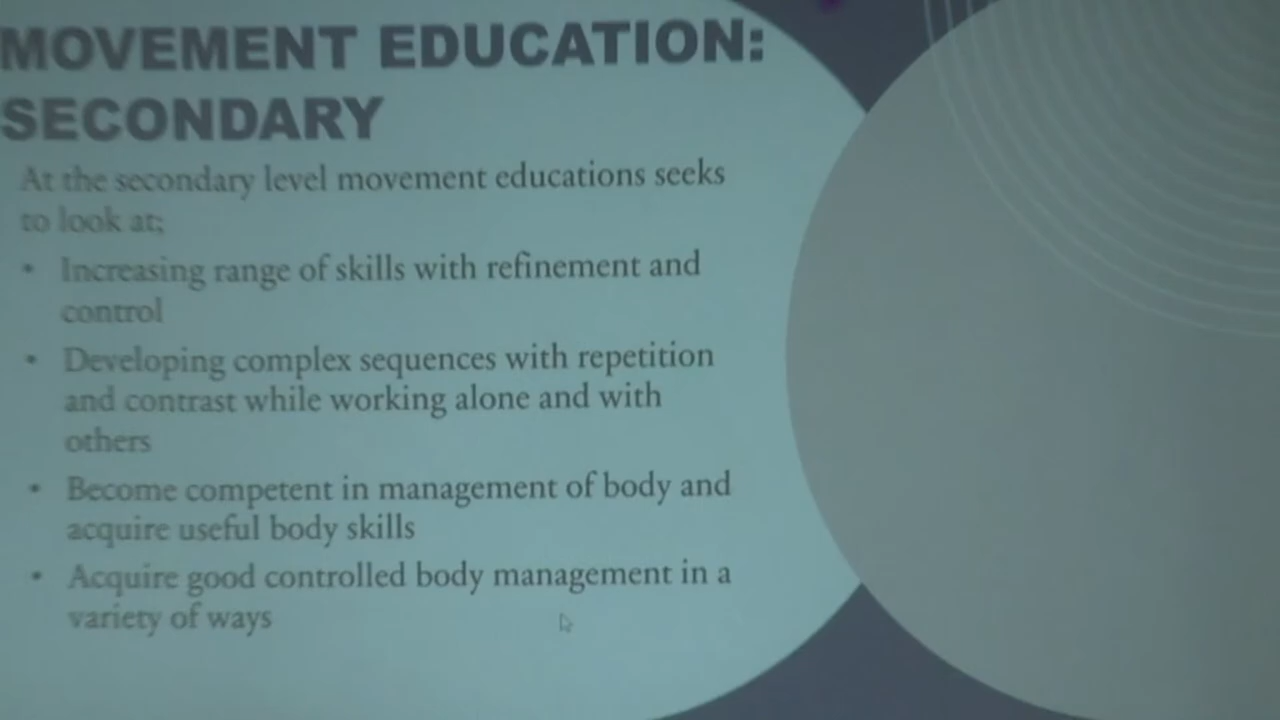 MOVEMENT EDUCATION:
SECONDARY
At the secondary level movement educations seeks
to look at;
• Increasing range of skills with refinement and
control
• Developing complex sequences with repetition
and contrast while working alone and with
others
• Become competent in management of body and
acquire useful body skills
• Acquire good controlled body management in a
variety of ways